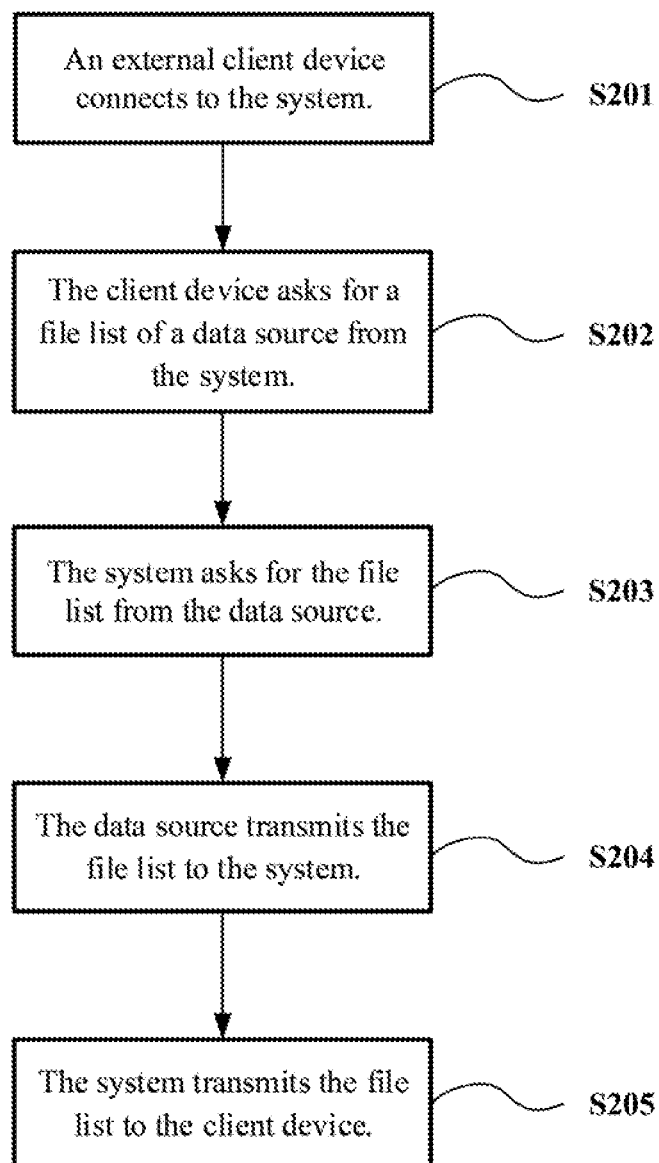 An external client device
connects to the system.
S201
The client device asks for a
file list of a data source from
the system.
S202
The system asks for the file
list from the data source.
S203
The data source transmits the
file list to the system.
S204
The system transmits the file
list to the client device.
S205